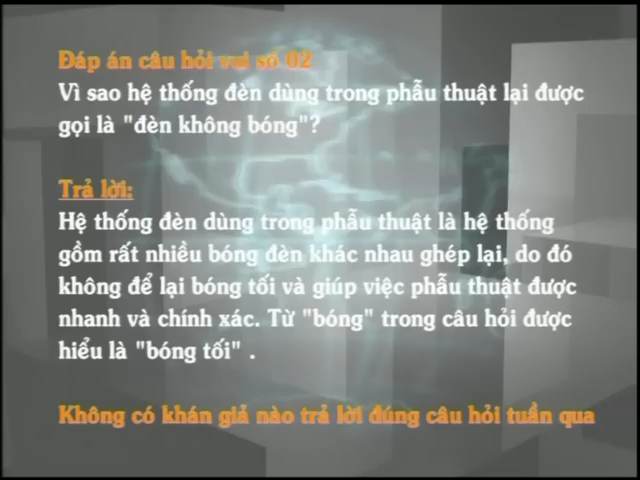 Đáp án câu hỏi vui số 02
Vì sao hệ thống đèn dùng trong phẫu thuật lại được
gọi là "đèn không bóng"?
Trả lời:
Hệ thống đèn dùng trong phẫu thuật là hệ thống
gồm rất nhiều bóng đèn khác nhau ghép lại, do đó
không để lại bóng tối và giúp việc phẫu thuật được
nhanh và chính xác. Từ "bóng" trong câu hỏi được
hiểu là "bóng tối" .
Không có khán giả nào trả lời đúng câu hỏi tuần qua